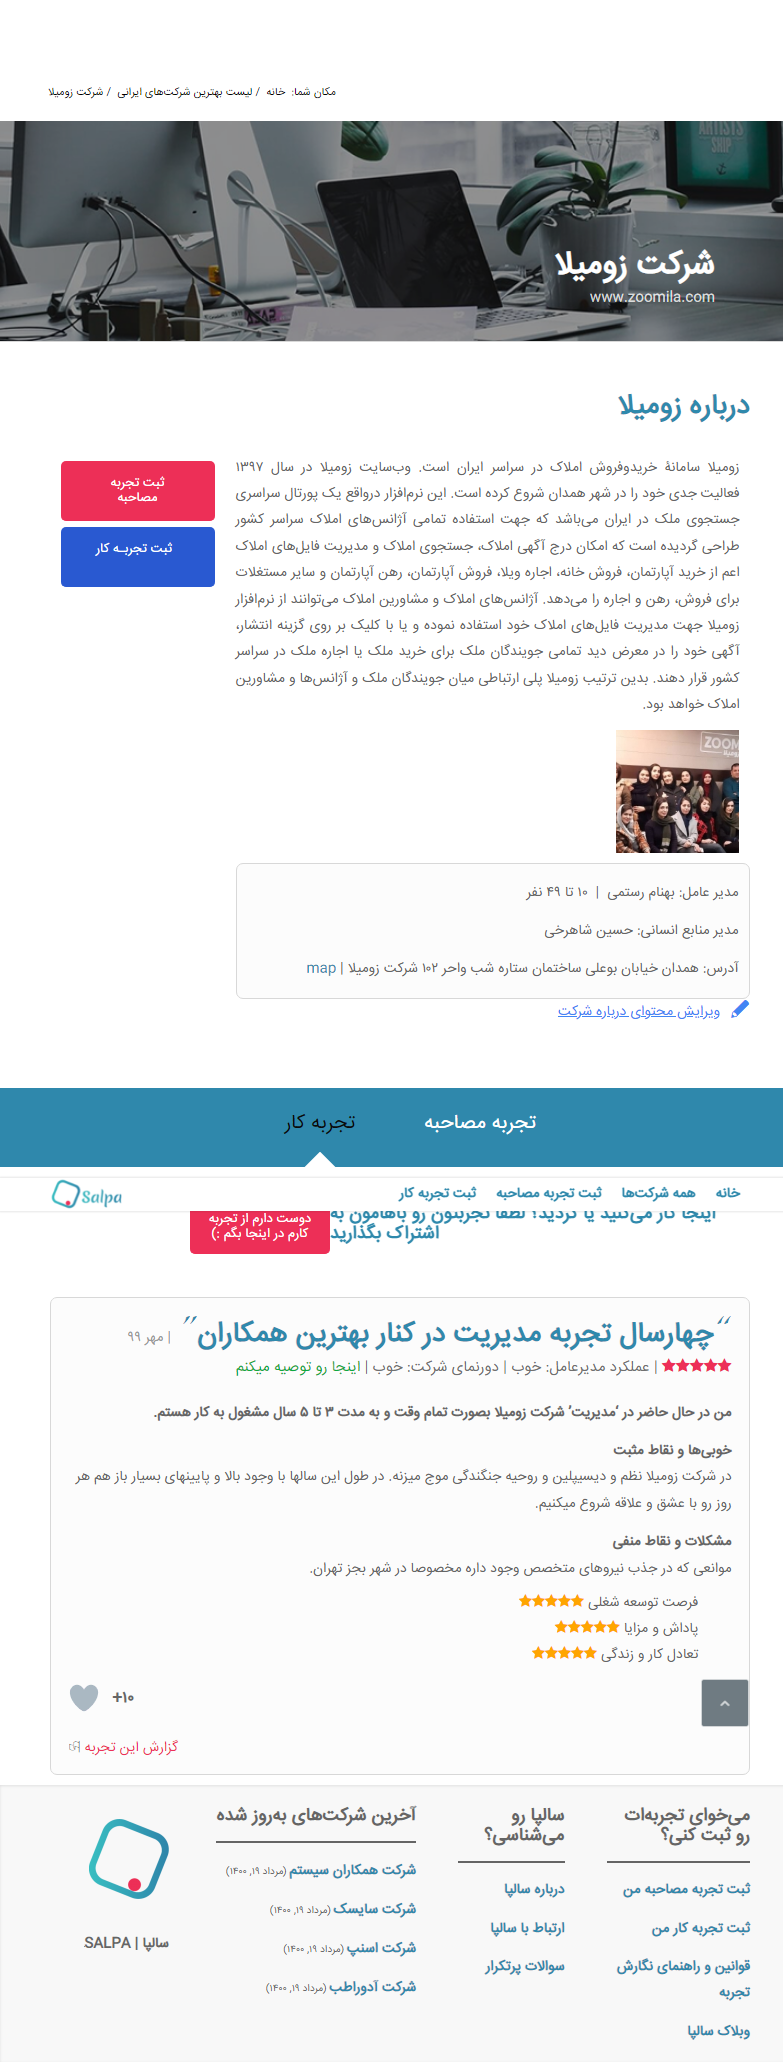 مکان شما: خانه / لیست بهترین شرکت‌های ایرانی / شرکت زومیلا
ARTISTS
SHIP
شرکت زومیلا
www.zoomila.com
درباره زومیلا
زومیلا سامانهٔ خریدوفروش املاک در سراسر ایران است. وب‌سایت زومیلا در سال ۱۳۹۷
فعالیت جدی خود را در شهر همدان شروع کرده است. این نرم‌افزار درواقع یک پورتال سراسری
جستجوی ملک در ایران می‌باشد که جهت استفاده تمامی آژانس‌های املاک سراسر کشور
طراحی گردیده است که امکان درج آگهی املاک، جستجوی املاک و مدیریت فایل‌های املاک
اعم از خرید آپارتمان، فروش خانه، اجاره ویلا، فروش آپارتمان، رهن آپارتمان و سایر مستغلات
برای فروش، رهن و اجاره را می‌دهد. آژانس‌های املاک و مشاورین املاک می‌توانند از نرم‌افزار
زومیلا جهت مدیریت فایل‌های املاک خود استفاده نموده و یا با کلیک بر روی گزینه انتشار،
آگهی خود را در معرض دید تمامی جویندگان ملک برای خرید ملک یا اجاره ملک در سراسر
کشور قرار دهند. بدین ترتیب زومیلا پلی ارتباطی میان جویندگان ملک و آژانس‌ها و مشاورین
املاک خواهد بود.
ثبت تجربه
مصاحبه
ثبت تجربـه کار
مدیر عامل: بهنام رستمی | ۱۰ تا ۴۹ نفر
مدیر منابع انسانی: حسین شاهرخی
آدرس: همدان خیابان بوعلی ساختمان ستاره شب واحر ۱۰۲ شرکت زومیلا | map
ویرایش محتوای درباره شرکت
تجربه مصاحبه
تجربه کار
خانه
همه شرکت‌ها
ثبت تجربه مصاحبه
ثبت تجربه کار
Salpa
اینجا کار می‌کنید یا کردید؟ لطفا تجربتون رو باهامون به
اشتراک بگذارید
دوست دارم از تجربه
کارم در اینجا بگم :)
“چهارسال تجربه مدیریت در کنار بهترین همکاران” | مهر ۹۹
| عملکرد مدیرعامل: خوب | دورنمای شرکت: خوب | اینجا رو توصیه میکنم
من در حال حاضر در ‘مدیریت’ شرکت زومیلا بصورت تمام وقت و به مدت ۳ تا ۵ سال مشغول به کار هستم.
خوبی‌ها و نقاط مثبت
در شرکت زومیلا نظم و دیسیپلین و روحیه جنگندگی موج میزنه. در طول این سالها با وجود بالا و پایینهای بسیار باز هم هر
روز رو با عشق و علاقه شروع میکنیم.
مشکلات و نقاط منفی
موانعی که در جذب نیروهای متخصص وجود داره مخصوصا در شهر بجز تهران.
فرصت توسعه شغلی
پاداش و مزایا
تعادل کار و زندگی
+۱۰
گزارش این تجربه
می‌خوای تجربه‌ات
رو ثبت کنی؟
ثبت تجربه مصاحبه من
ثبت تجربه کار من
قوانین و راهنمای نگارش
تجربه
وبلاک سالپا
سالپا رو
می‌شناسی؟
درباره سالپا
ارتباط با سالپا
سوالات پرتکرار
آخرین شرکت‌های به‌روز شده
شرکت همکاران سیستم (مرداد ۱۹, ۱۴۰۰)
شرکت سایسک (مرداد ۱۹, ۱۴۰۰)
شرکت اسنپ (مرداد ۱۹, ۱۴۰۰)
شرکت آدوراطب (مرداد ۱۹, ۱۴۰۰)
سالپا | SALPA